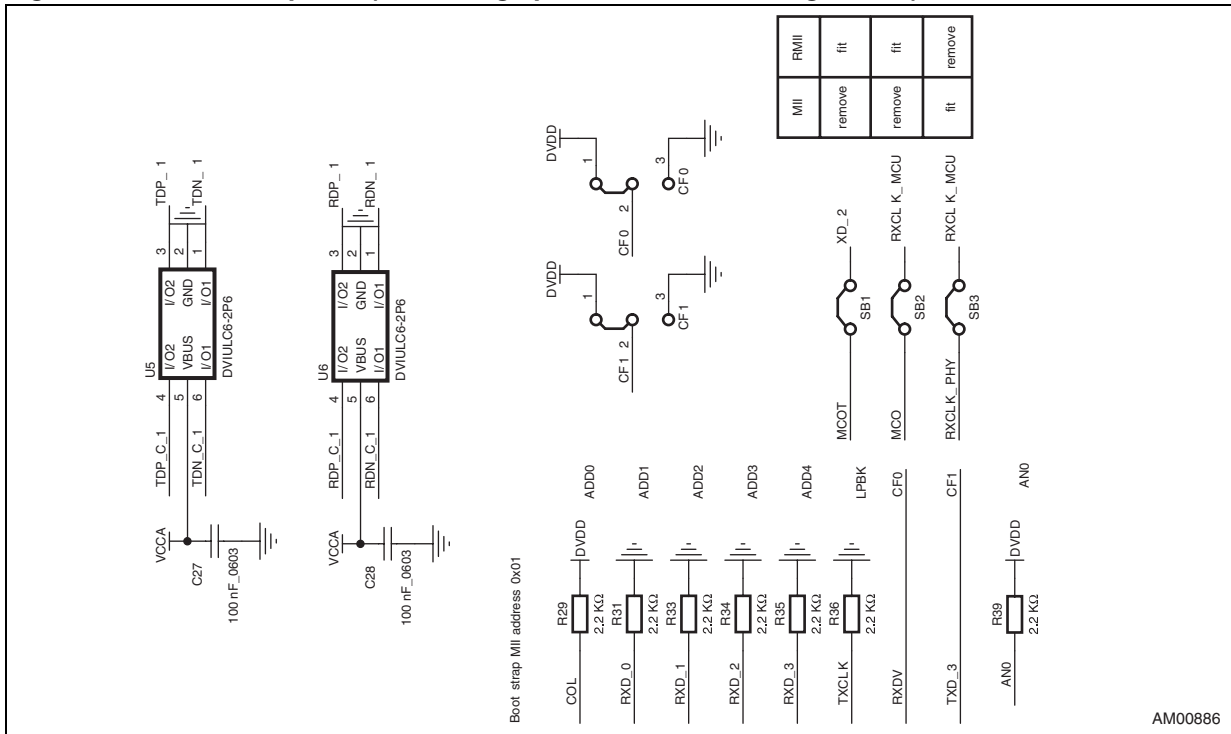 MII RMII
remove fit
remove fit
fit remove
TDP_1
TDN_1
3
2
1
I/O2
GND
I/O1
U5
I/O2
VBUS
I/O1
DVIULC6-2P6
4
5
6
TDP_C_1
TDN_C_1
VCCA
C27
100 nF_0603
RDP_1
RDN_1
3
2
1
I/O2
GND
I/O1
U6
I/O2
VBUS
I/O1
DVIULC6-2P6
4
5
6
RDP_C_1
RDN_C_1
VCCA
C28
100 nF_0603
DVDD
1
2
3
CF0
CF0
DVDD
1
2
3
CF1
CF1
MCOT SB1 XD_2
MCO SB2 RXCLK_MCU
RXCLK_PHY SB3 RXCLK_MCU
Boot strap MII address 0x01
COL R29 2.2 KΩ DVDD ADD0
RXD_0 R31 2.2 KΩ ADD1
RXD_1 R33 2.2 KΩ ADD2
RXD_2 R34 2.2 KΩ ADD3
RXD_3 R35 2.2 KΩ ADD4
TXCLK R36 2.2 KΩ LPBK
RXDV CF0
TXD_3 CF1
AN0 R39 2.2 KΩ DVDD AN0
AM00886